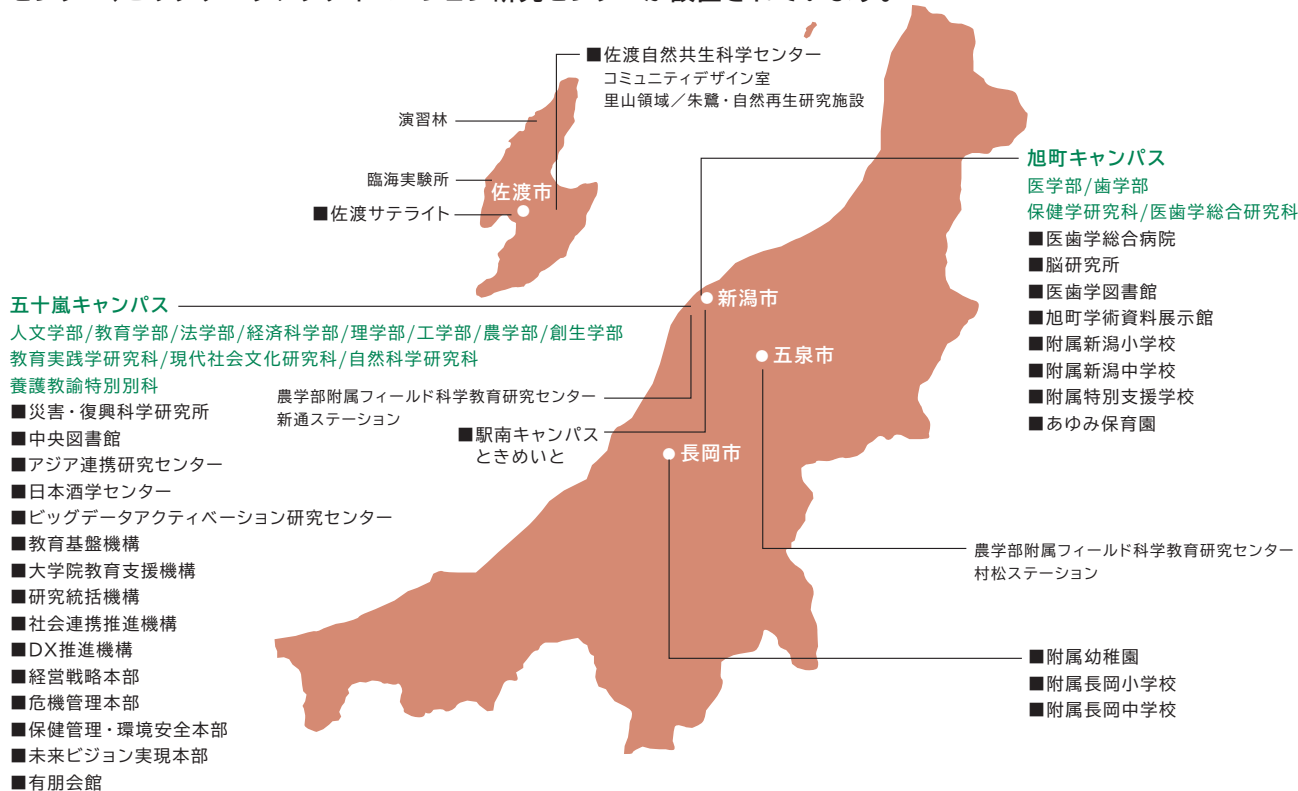 ■佐渡自然共生科学センター
コミュニティデザイン室
里山領域／朱鷺・自然再生研究施設
演習林
臨海実験所
■佐渡サテライト
佐渡市
旭町キャンパス
医学部/歯学部
保健学研究科/医歯学総合研究科
■医歯学総合病院
■脳研究所
■医歯学図書館
■旭町学術資料展示館
■附属新潟小学校
■附属新潟中学校
■附属特別支援学校
■あゆみ保育園
新潟市
五泉市
長岡市
五十嵐キャンパス
人文学部/教育学部/法学部/経済科学部/理学部/工学部/農学部/創生学部
教育実践学研究科/現代社会文化研究科/自然科学研究科
養護教諭特別別科
■災害・復興科学研究所
■中央図書館
■アジア連携研究センター
■日本酒学センター
■ビッグデータアクティベーション研究センター
■教育基盤機構
■大学院教育支援機構
■研究統括機構
■社会連携推進機構
■DX推進機構
■経営戦略本部
■危機管理本部
■保健管理・環境安全本部
■未来ビジョン実現本部
■有朋会館
農学部附属フィールド科学教育研究センター
新通ステーション
■駅南キャンパス
ときめいと
農学部附属フィールド科学教育研究センター
村松ステーション
■附属幼稚園
■附属長岡小学校
■附属長岡中学校